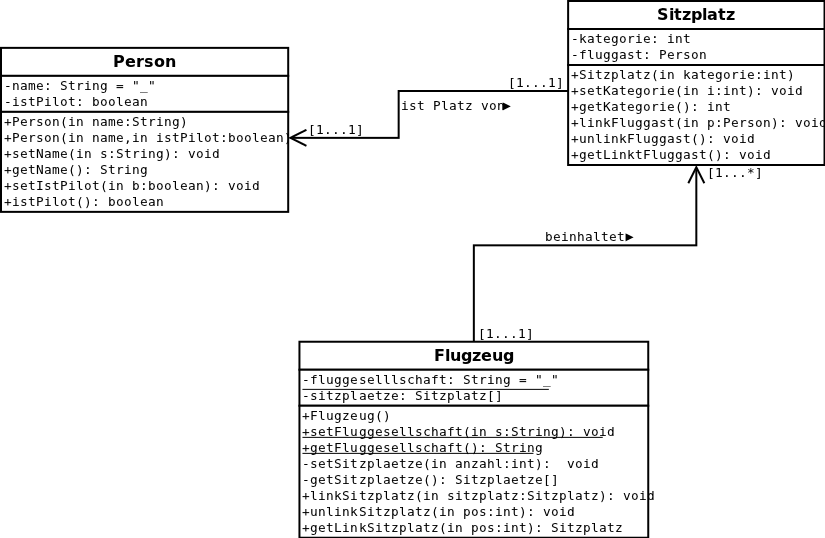 Sitzplatz
-kategorie: int
-fluggast: Person
+Sitzplatz(in kategorie:int)
+setKategorie(in i:int): void
+getKategorie(): int
+linkFluggast(in p:Person): void
+unlinkFluggast(): void
+getLinktFluggast(): void
Person
-name: String = "_"
-istPilot: boolean
+Person(in name:String)
+Person(in name,in istPilot:boolean)
+setName(in s:String): void
+getName(): String
+setIstPilot(in b:boolean): void
+istPilot(): boolean
[1...1]
ist Platz von▶
[1...1]
[1...*]
beinhaltet▶
[1...1]
Flugzeug
-fluggeselllschaft: String = "_"
-sitzplaetze: Sitzplatz[]
+Flugzeug()
+setFluggesellschaft(in s:String): void
+getFluggesellschaft(): String
-setSitzplaetze(in anzahl:int):  void
-getSitzplaetze(): Sitzplaetze[]
+linkSitzplatz(in sitzplatz:Sitzplatz): void
+unlinkSitzplatz(in pos:int): void
+getLinkSitzplatz(in pos:int): Sitzplatz